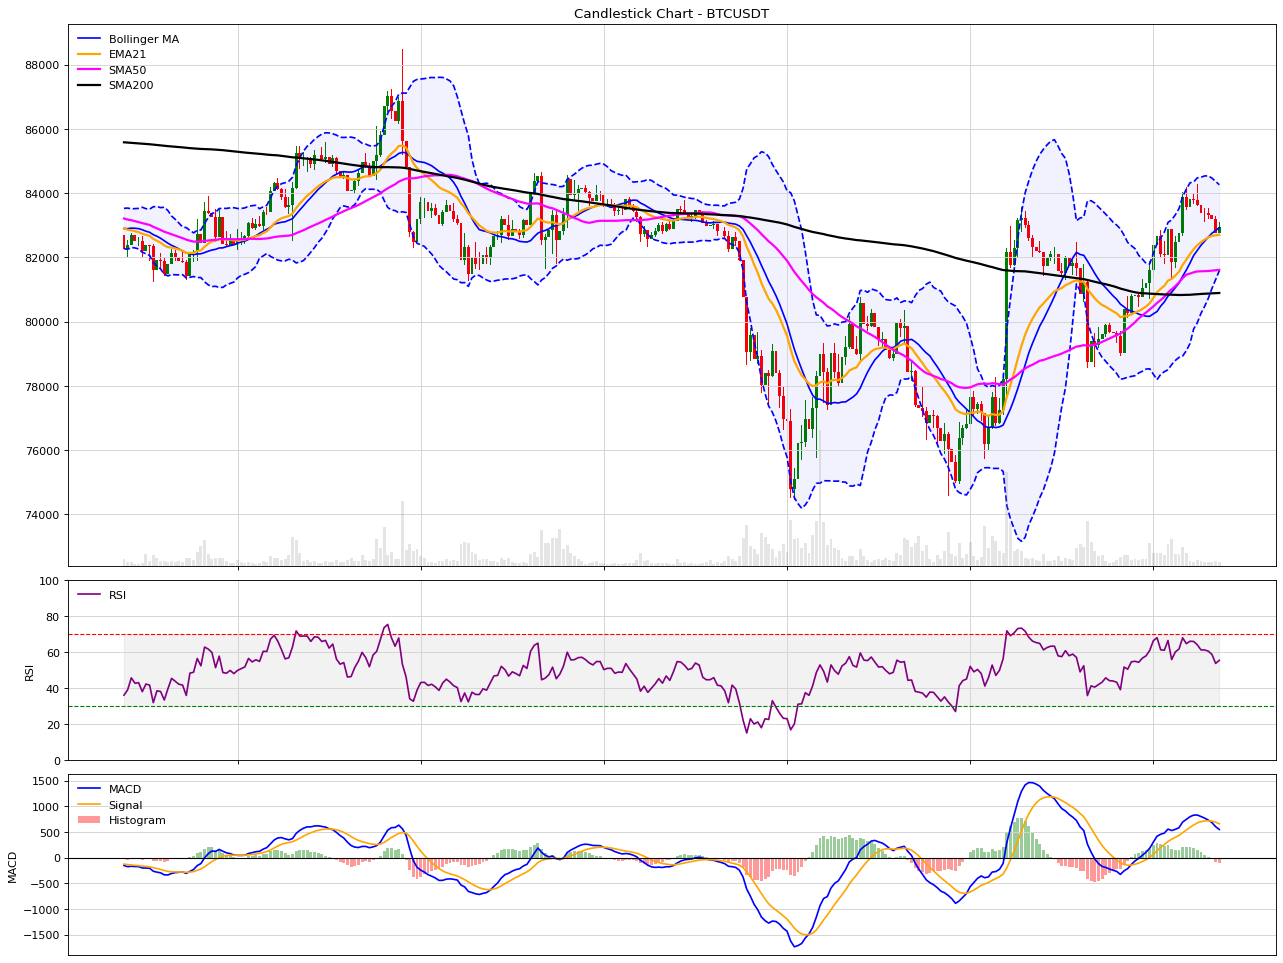 Candlestick Chart - BTCUSDT
Bollinger MA
EMA21
SMA50
SMA200
88000
86000
84000
82000
80000
78000
76000
74000
RSI
100
80
60
40
20
0
RSI
MACD
Signal
Histogram
1500
1000
500
0
−500
−1000
−1500
MACD